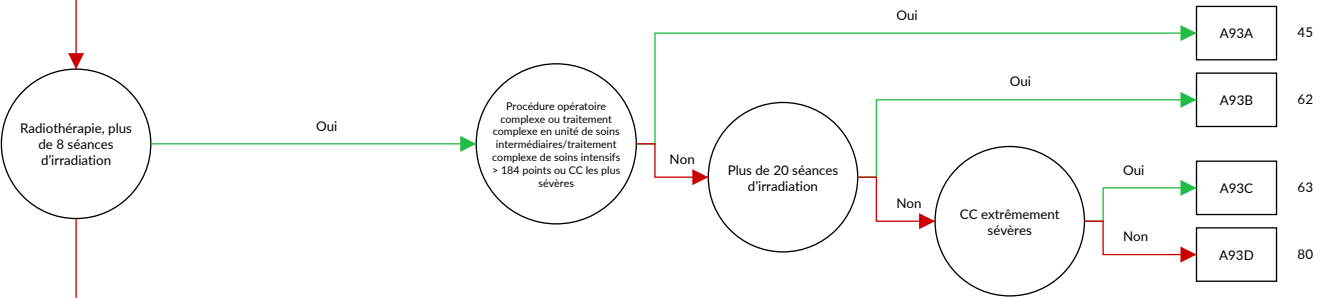 Radiothérapie, plus
de 8 séances
d'irradiation
Oui
Procédure opératoire
complexe ou traitement
complexe en unité de soins
intermédiaires/traitement
complexe de soins intensifs
> 184 points ou CC les plus
sévères
Oui
A93A
45
Non
Plus de 20 séances
d'irradiation
Oui
A93B
62
Non
CC extrêmement
sévères
Oui
A93C
63
Non
A93D
80